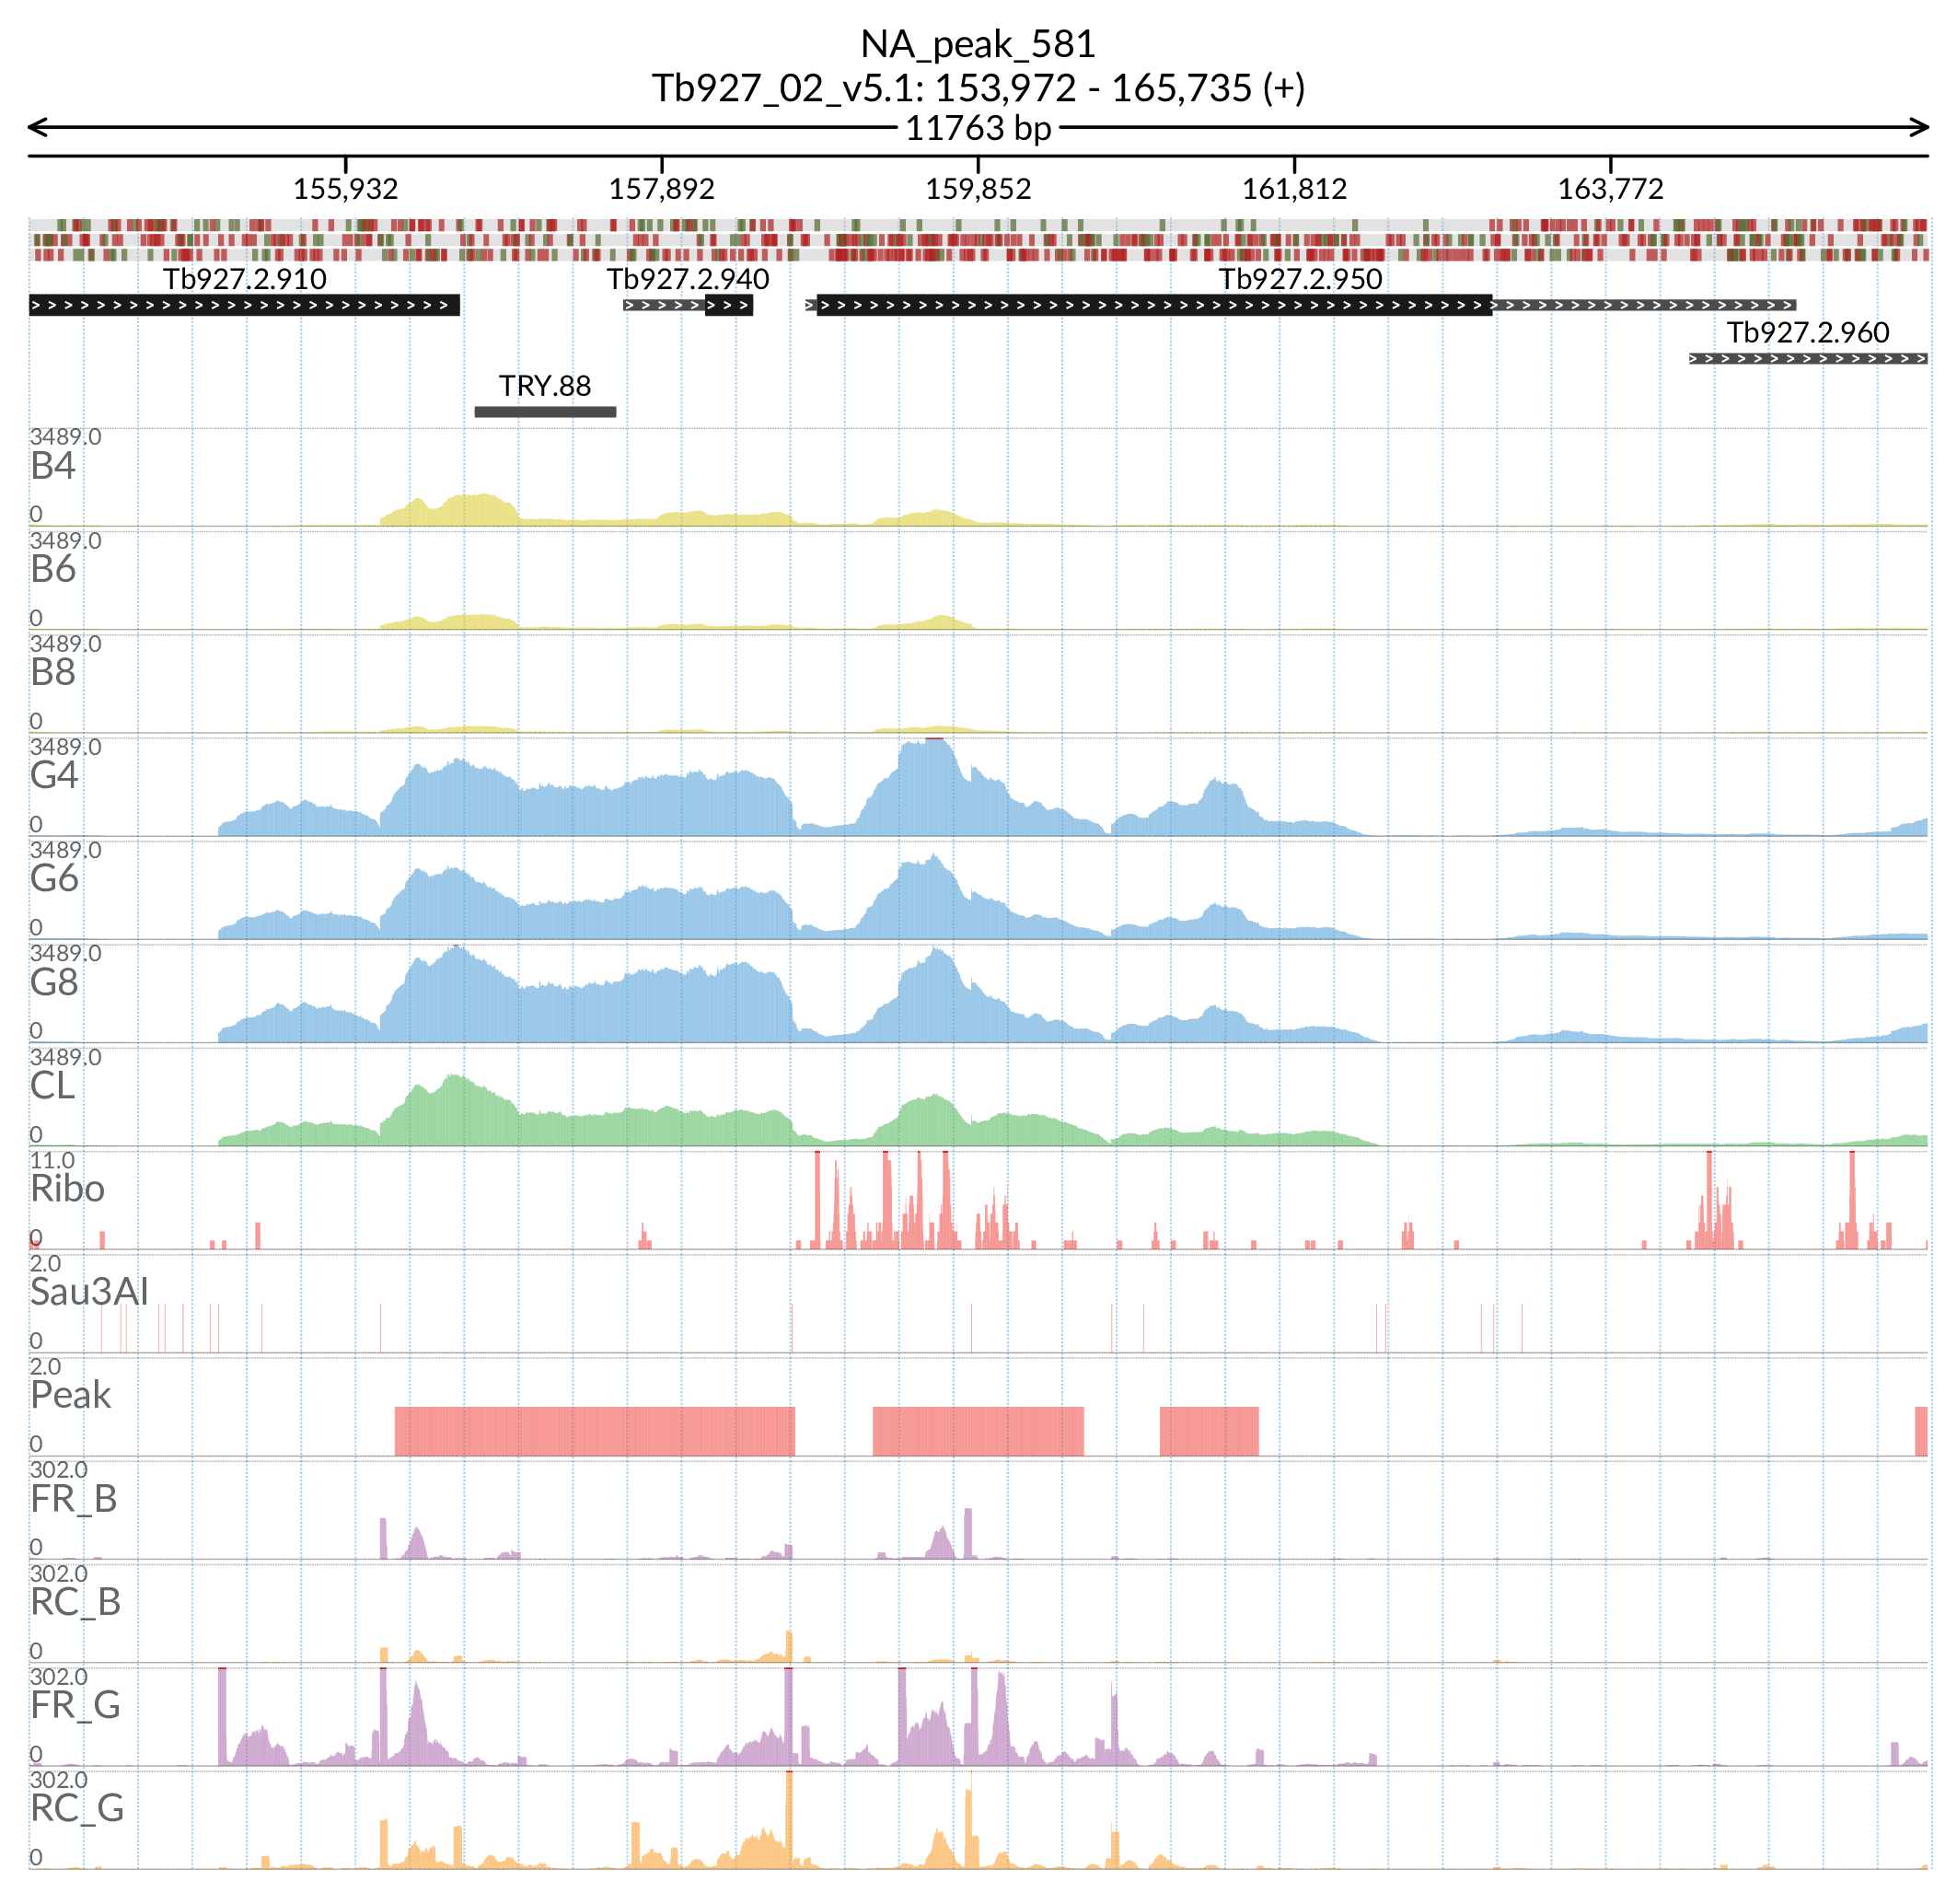 NA_peak_581
Tb927_02_v5.1: 153,972 - 165,735 (+)
11763 bp
155,932 157,892 159,852 161,812 163,772
Tb927.2.910 Tb927.2.940 Tb927.2.950
Tb927.2.960
TRY.88
3489.0
B4
0
3489.0
B6
0
3489.0
B8
0
3489.0
G4
0
3489.0
G6
0
3489.0
G8
0
3489.0
CL
0
11.0
Ribo
0
2.0
Sau3AI
0
2.0
Peak
0
302.0
FR_B
0
302.0
RC_B
0
302.0
FR_G
0
302.0
RC_G
0